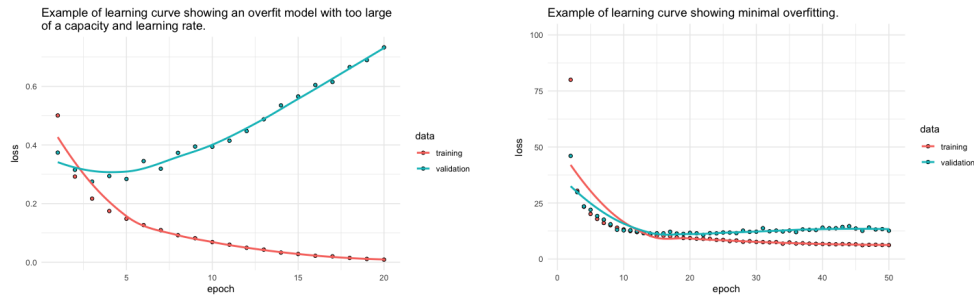 Example of learning curve showing an overfit model with too large
of a capacity and learning rate.
0.6
0.4
0.2
0.0
loss
5
10
15
20
epoch
data
training
validation
Example of learning curve showing minimal overfitting.
100
75
50
25
0
loss
0
10
20
30
40
50
epoch
data
training
validation